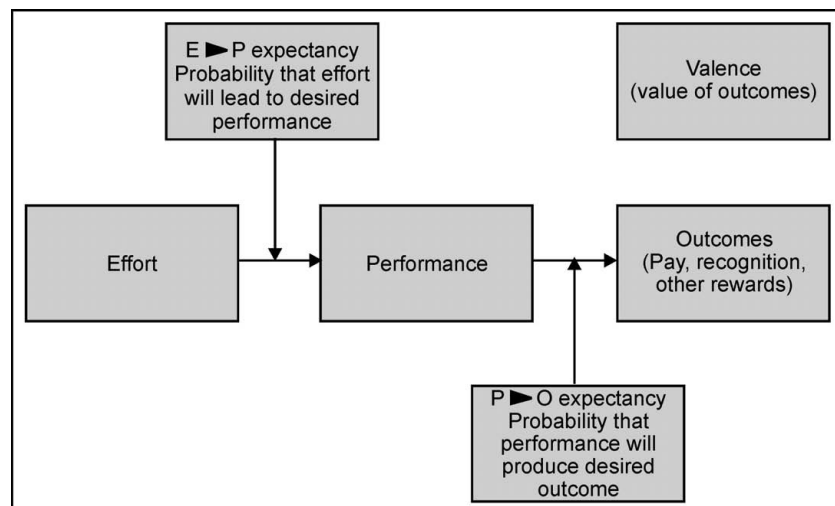 E ► P expectancy
Probability that effort
will lead to desired
performance
Valence
(value of outcomes)
Effort
Performance
Outcomes
(Pay, recognition,
other rewards)
P ► O expectancy
Probability that
performance will
produce desired
outcome